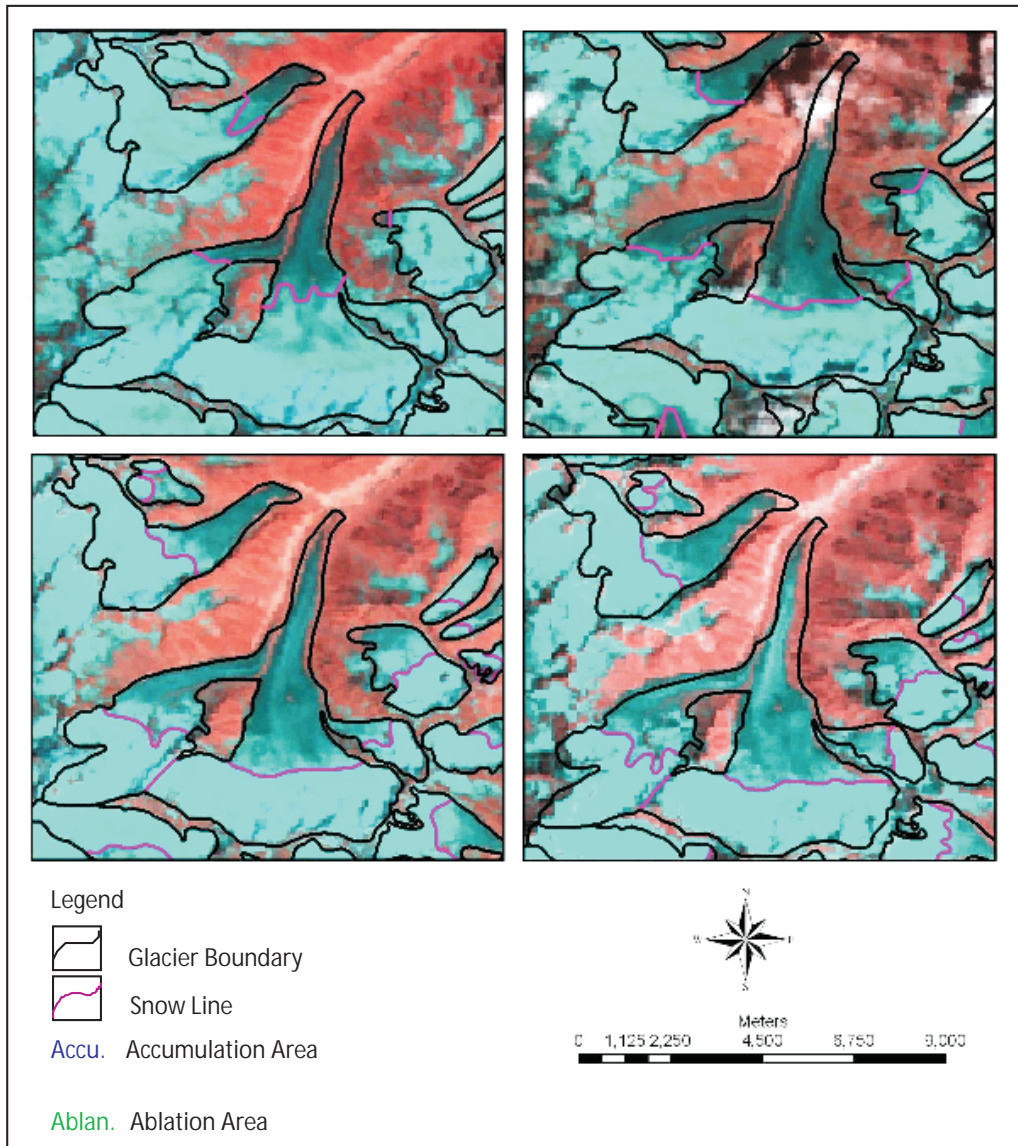 Legend
Glacier Boundary
Snow Line
Accu. Accumulation Area
Ablan. Ablation Area
N
W E
S
Meters
0 1,125 2,250 4,500 6,750 9,000